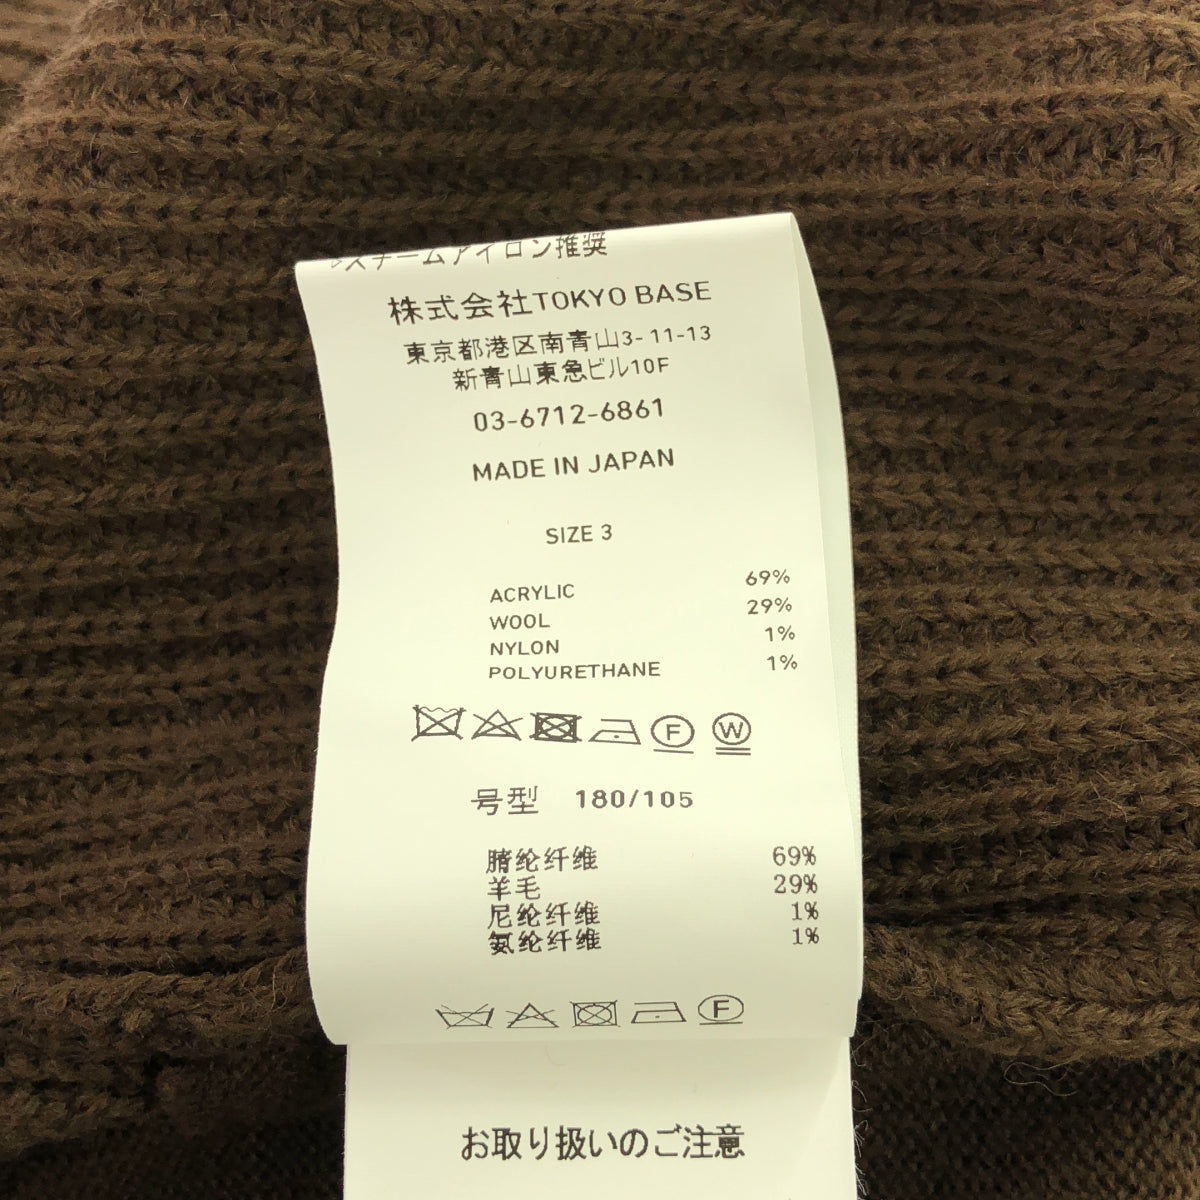 スチームアイロン推奨
株式会社TOKYO BASE
東京都港区南青山3-11-13
新青山東急ビル10F
03-6712-6861
MADE IN JAPAN
SIZE 3
ACRYLIC 69%
WOOL 29%
NYLON 1%
POLYURETHANE 1%
F W
号型 180/105
腈纶纤维 69%
羊毛 29%
尼纶纤维 1%
氨纶纤维 1%
F
お取り扱いのご注意